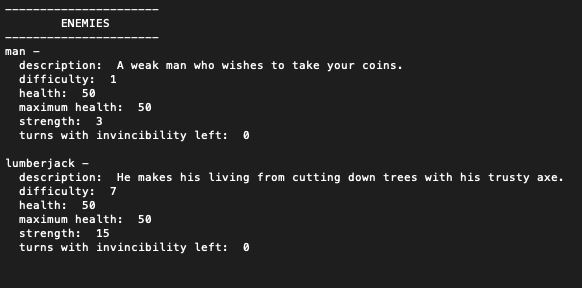 ----------------------
ENEMIES
----------------------
man -
description:  A weak man who wishes to take your coins.
difficulty:  1
health:  50
maximum health:  50
strength:  3
turns with invincibility left:  0
lumberjack -
description:  He makes his living from cutting down trees with his trusty axe.
difficulty:  7
health:  50
maximum health:  50
strength:  15
turns with invincibility left:  0